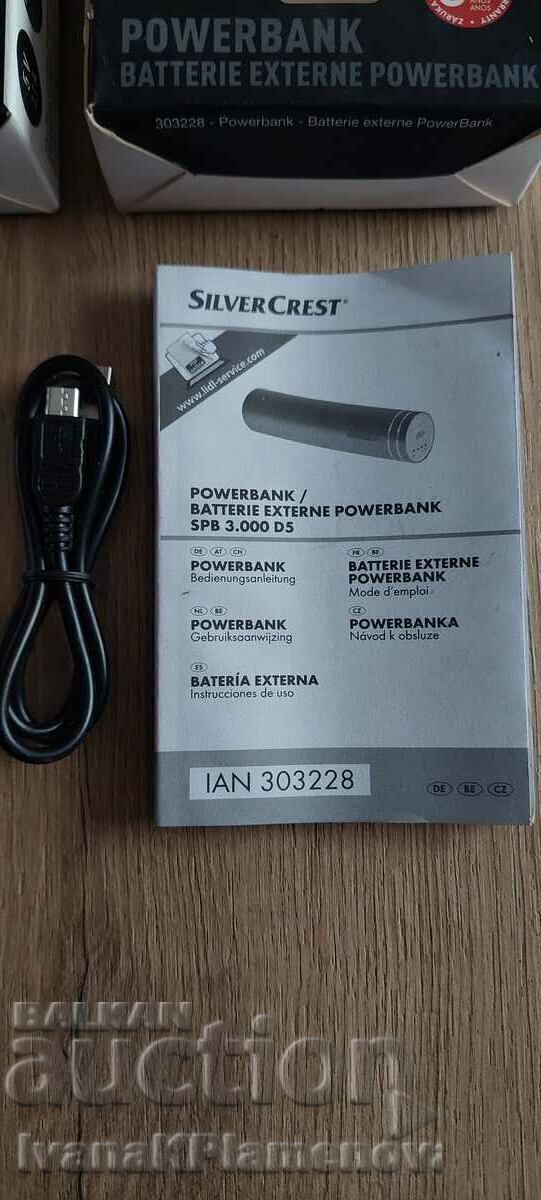 POWERBANK
BATTERIE EXTERNE POWERBANK
303228 - Powerbank - Batterie externe PowerBank
SILVERCREST®
www.lidl-service.com
POWERBANK /
BATTERIE EXTERNE POWERBANK
SPB 3.000 D5
DE AT CH
POWERBANK
Bedienungsanleitung
FR BE
BATTERIE EXTERNE
POWERBANK
Mode d'emploi
NL BE
POWERBANK
Gebruiksaanwijzing
CZ
POWERBANKA
Návod k obsluze
ES
BATERÍA EXTERNA
Instrucciones de uso
IAN 303228
DE BE CZ
BALKAN
auction
IvanaKPlamenova